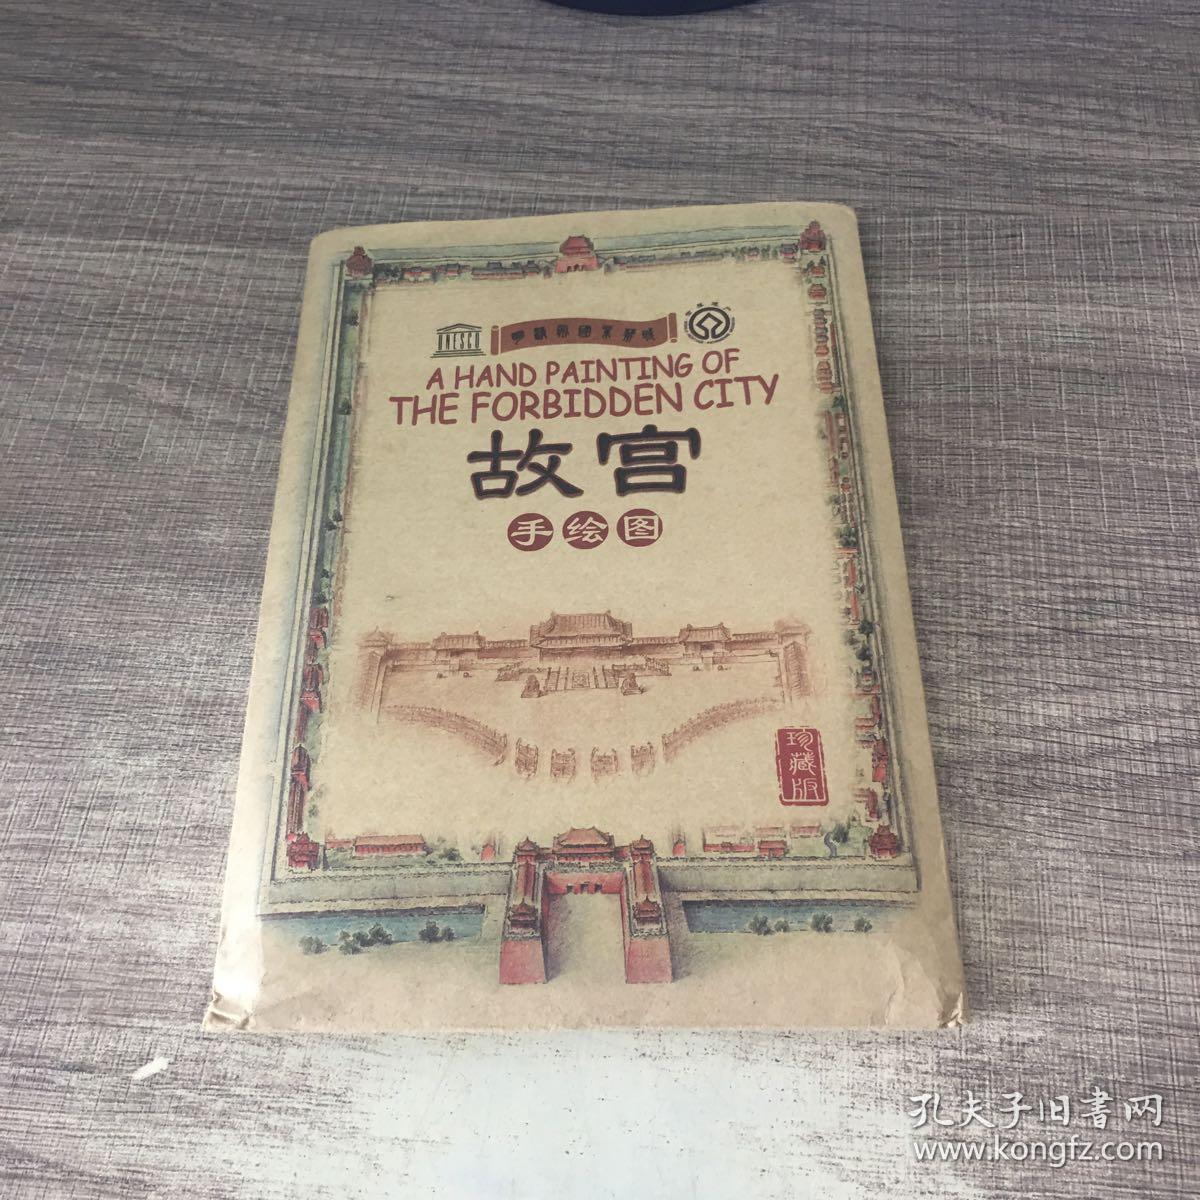 UNESCO
A HAND PAINTING OF
THE FORBIDDEN CITY
故宫
手绘图
珍藏版
孔夫子旧书网
www.kongfz.com